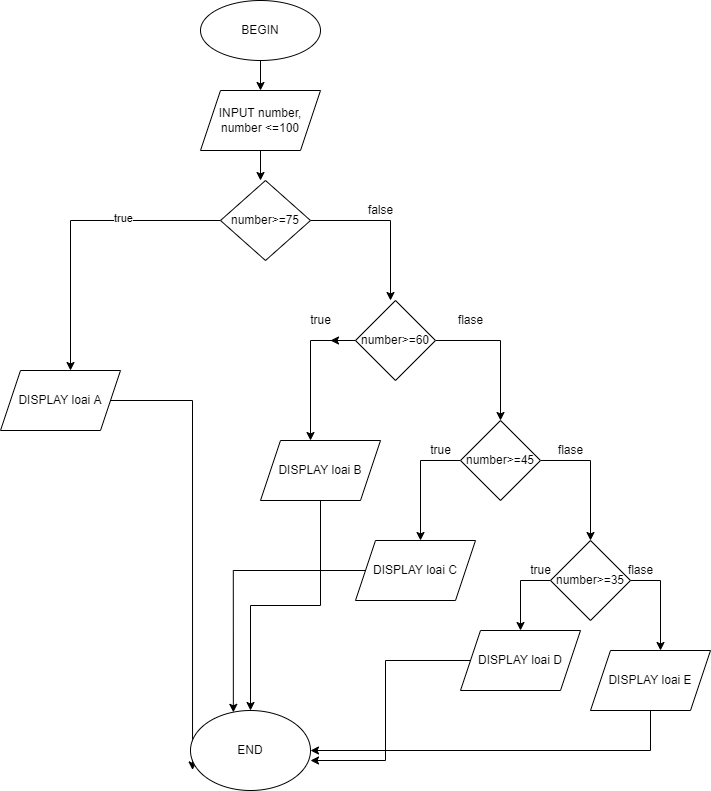 BEGIN
INPUT number,
number <=100
number>=75
true
false
number>=60
true
flase
DISPLAY loai A
number>=45
true
flase
DISPLAY loai B
number>=35
true
flase
DISPLAY loai C
DISPLAY loai D
DISPLAY loai E
END